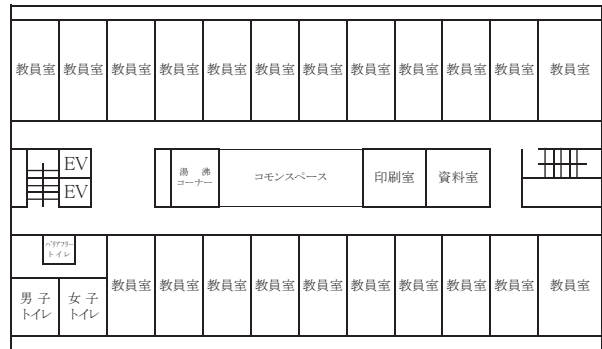 教員室 教員室 教員室 教員室 教員室 教員室 教員室 教員室 教員室 教員室 教員室 教員室
EV
EV
湯 沸
コーナー
コモンスペース
印刷室
資料室
バリアフリー
トイレ
男 子
トイレ
女 子
トイレ
教員室 教員室 教員室 教員室 教員室 教員室 教員室 教員室 教員室 教員室